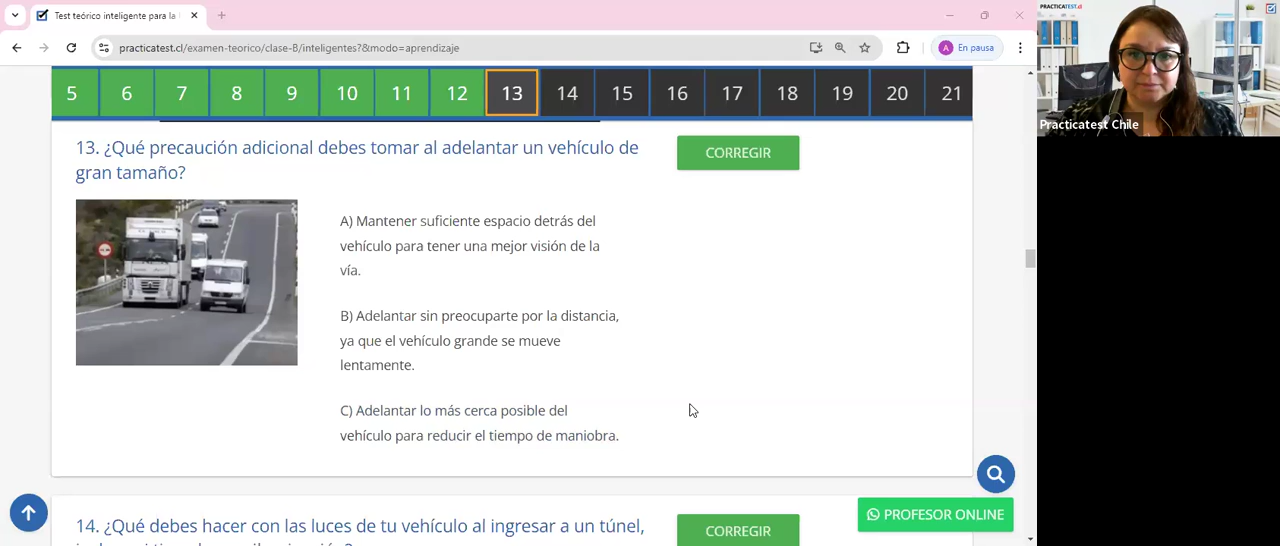 Test teórico inteligente para la
practicatest.cl/examen-teorico/clase-B/inteligentes?&modo=aprendizaje
A
En pausa
5 6 7 8 9 10 11 12 13 14 15 16 17 18 19 20 21
13. ¿Qué precaución adicional debes tomar al adelantar un vehículo de
gran tamaño?
CORREGIR
A) Mantener suficiente espacio detrás del
vehículo para tener una mejor visión de la
vía.
B) Adelantar sin preocuparte por la distancia,
ya que el vehículo grande se mueve
lentamente.
C) Adelantar lo más cerca posible del
vehículo para reducir el tiempo de maniobra.
14. ¿Qué debes hacer con las luces de tu vehículo al ingresar a un túnel,
CORREGIR
PROFESOR ONLINE
PRACTICATEST.cl
Practicatest Chile